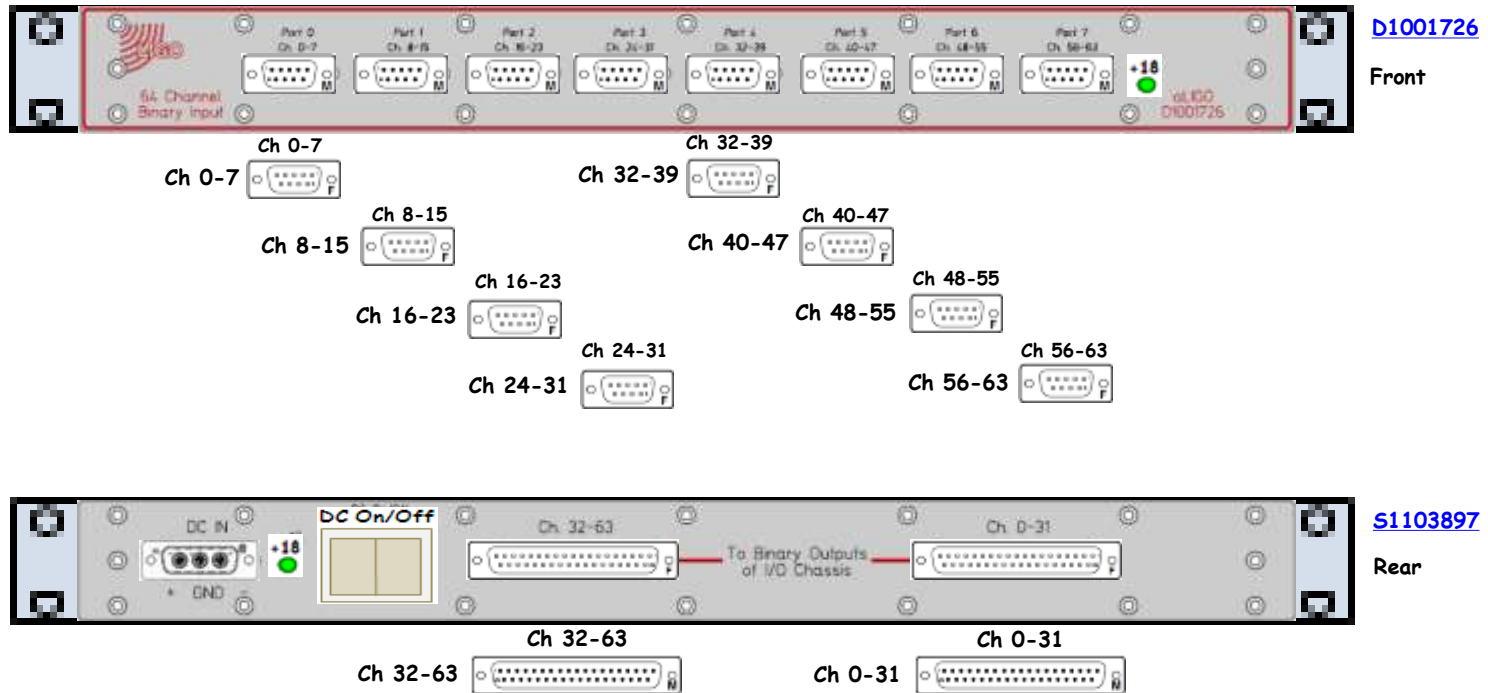 D1001726
Front
Port 0 Port 1 Port 2 Port 3 Port 4 Port 5 Port 6 Port 7
Ch. 0-7 Ch. 8-15 Ch. 16-23 Ch. 24-31 Ch. 32-39 Ch. 40-47 Ch. 48-55 Ch. 56-63
M M M M M M M M
+18
64 Channel
Binary Input
aLIGO
D1001726
Ch 0-7
Ch 0-7
F
Ch 8-15
Ch 8-15
F
Ch 16-23
Ch 16-23
F
Ch 24-31
Ch 24-31
F
Ch 32-39
Ch 32-39
F
Ch 40-47
Ch 40-47
F
Ch 48-55
Ch 48-55
F
Ch 56-63
Ch 56-63
F
S1103897
Rear
DC IN
+18
+ GND -
DC On/Off
Ch. 32-63
F
To Binary Outputs
of I/O Chassis
Ch. 0-31
F
Ch 32-63
Ch 32-63
M
Ch 0-31
Ch 0-31
M